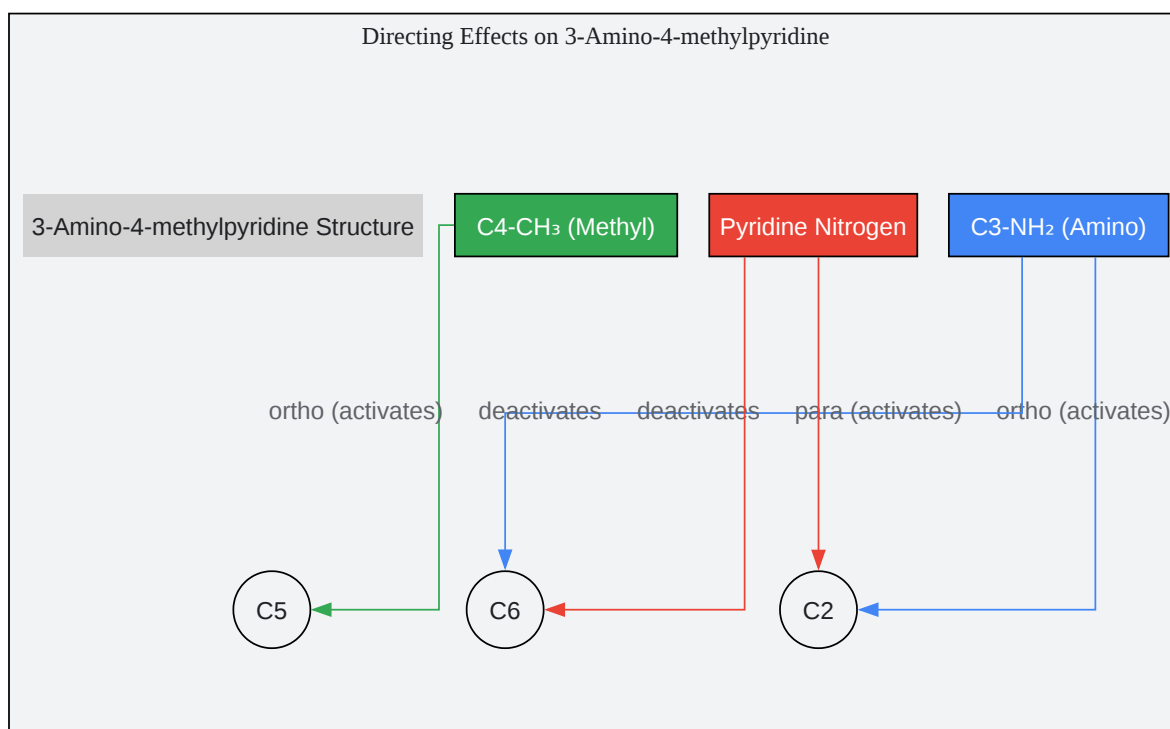 Directing Effects on 3-Amino-4-methylpyridine
3-Amino-4-methylpyridine Structure
C4-CH₃ (Methyl)
Pyridine Nitrogen
C3-NH₂ (Amino)
ortho (activates)
deactivates
deactivates
para (activates)
ortho (activates)
C5
C6
C2